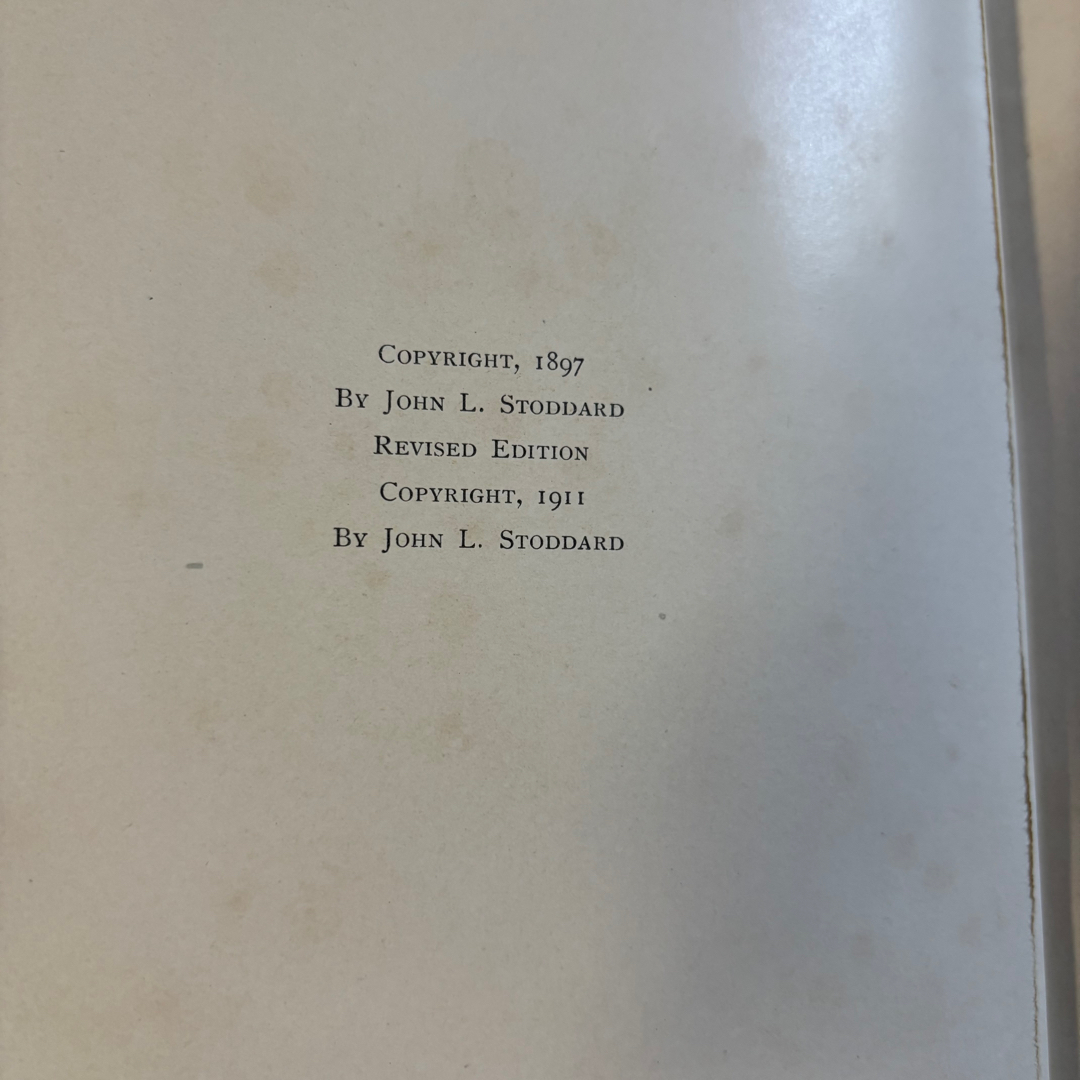 Copyright, 1897
By John L. Stoddard
Revised Edition
Copyright, 1911
By John L. Stoddard